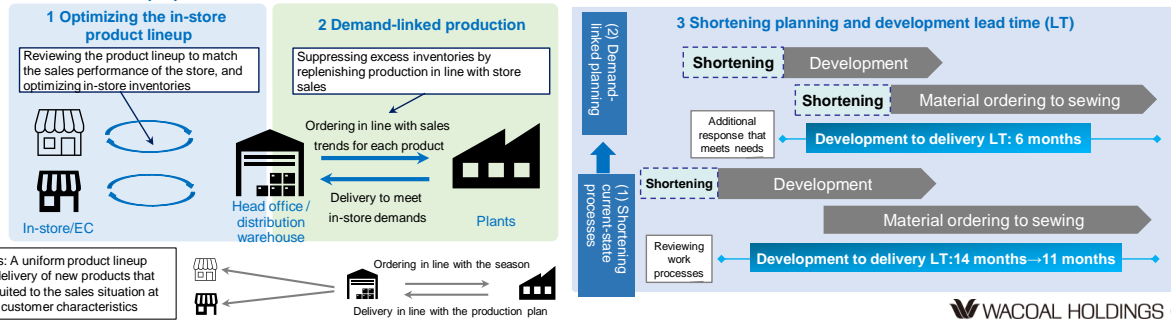 1 Optimizing the in-store
product lineup
Reviewing the product lineup to match
the sales performance of the store, and
optimizing in-store inventories
In-store/EC
2 Demand-linked production
Suppressing excess inventories by
replenishing production in line with store
sales
Ordering in line with sales
trends for each product
Delivery to meet
in-store demands
Head office /
distribution
warehouse
Plants
s: A uniform product lineup
delivery of new products that
uited to the sales situation at
customer characteristics
Ordering in line with the season
Delivery in line with the production plan
3 Shortening planning and development lead time (LT)
(2) Demand-
linked planning
Shortening
Development
Shortening
Material ordering to sewing
Additional
response that
meets needs
Development to delivery LT: 6 months
(1) Shortening
current-state
processes
Shortening
Development
Material ordering to sewing
Reviewing
work
processes
Development to delivery LT:14 months→11 months
WACOAL HOLDINGS